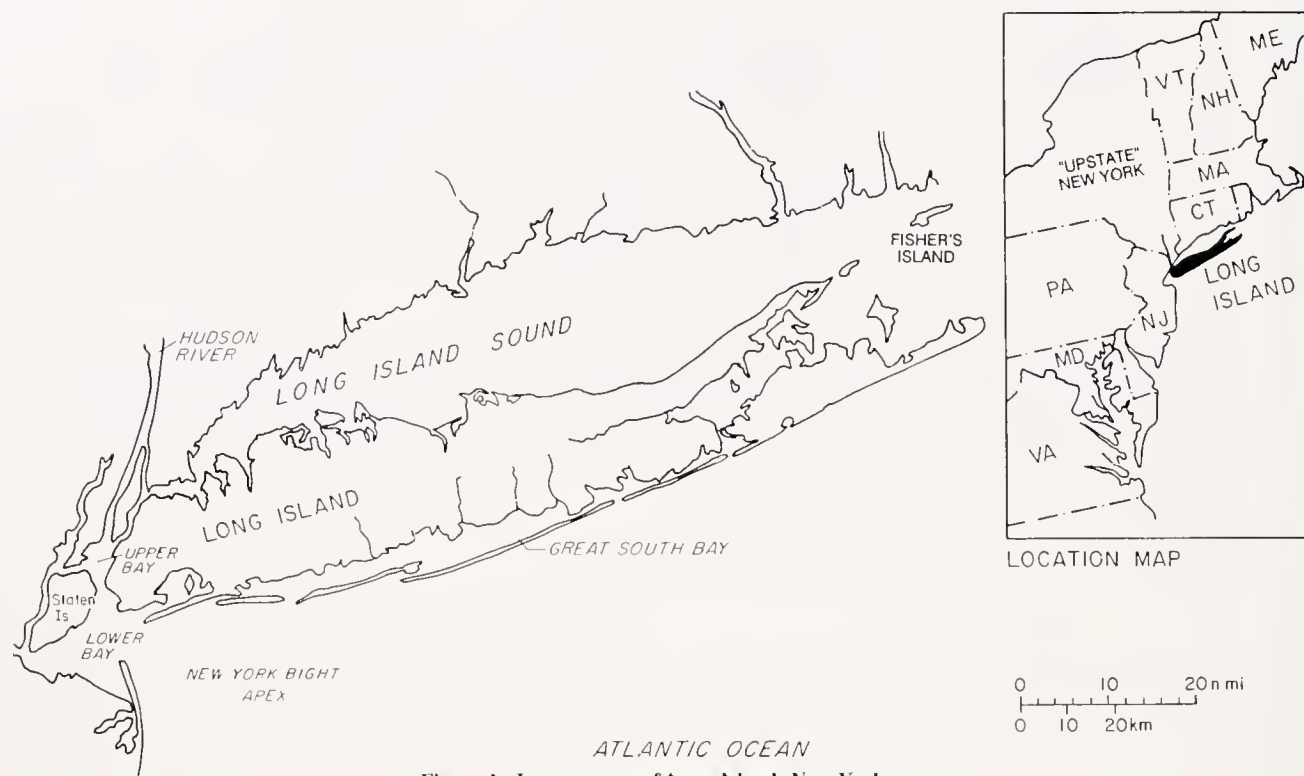 HUDSON
RIVER
LONG ISLAND SOUND
FISHER'S
ISLAND
LONG ISLAND
UPPER
BAY
GREAT SOUTH BAY
Staten
Is
LOWER
BAY
NEW YORK BIGHT
APEX
ATLANTIC OCEAN
ME
VT
NH
"UPSTATE"
NEW YORK
MA
CT
LONG
ISLAND
PA
NJ
MD
VA
LOCATION MAP
0 10 20 n mi
0 10 20km